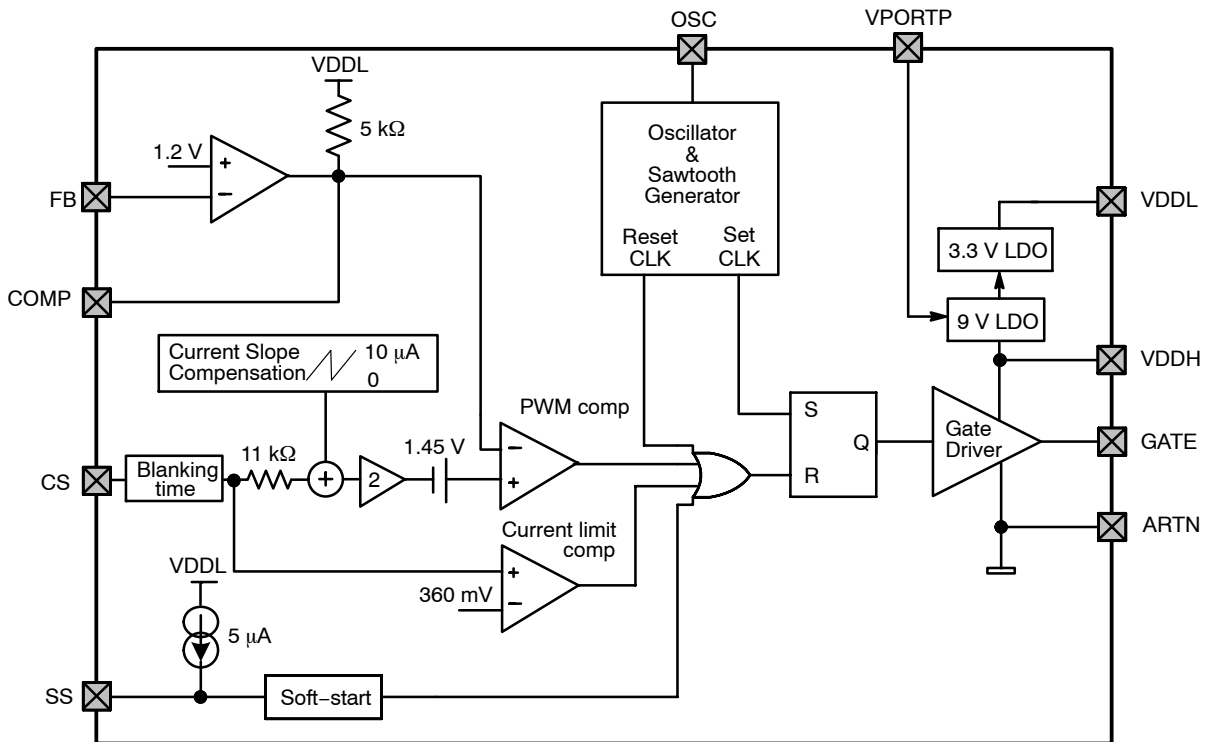 OSC
VPORTP
VDDL
5 kΩ
1.2 V
+
−
FB
COMP
Oscillator
&
Sawtooth
Generator
Reset
CLK
Set
CLK
VDDL
3.3 V LDO
9 V LDO
VDDH
Current Slope
Compensation
10 μA
0
PWM comp
S
Q
R
Gate
Driver
GATE
CS
Blanking
time
11 kΩ
+
2
1.45 V
−
+
ARTN
Current limit
comp
+
−
360 mV
VDDL
5 μA
SS
Soft−start